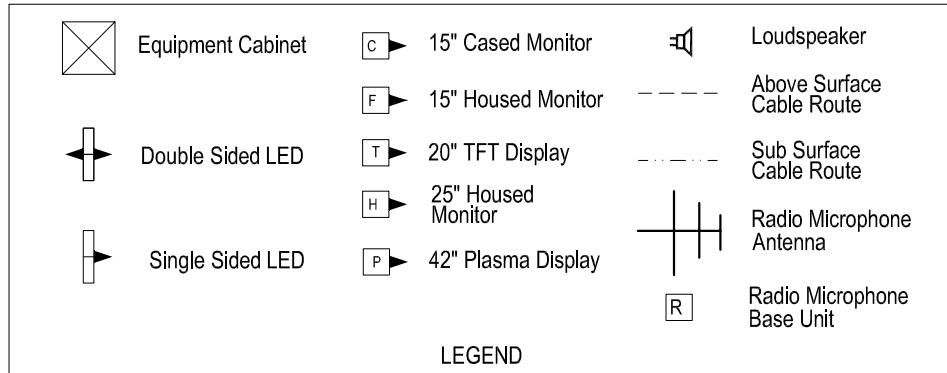 Equipment Cabinet
Double Sided LED
Single Sided LED
C
15" Cased Monitor
F
15" Housed Monitor
T
20" TFT Display
H
25" Housed
Monitor
P
42" Plasma Display
Loudspeaker
Above Surface
Cable Route
Sub Surface
Cable Route
Radio Microphone
Antenna
R
Radio Microphone
Base Unit
LEGEND